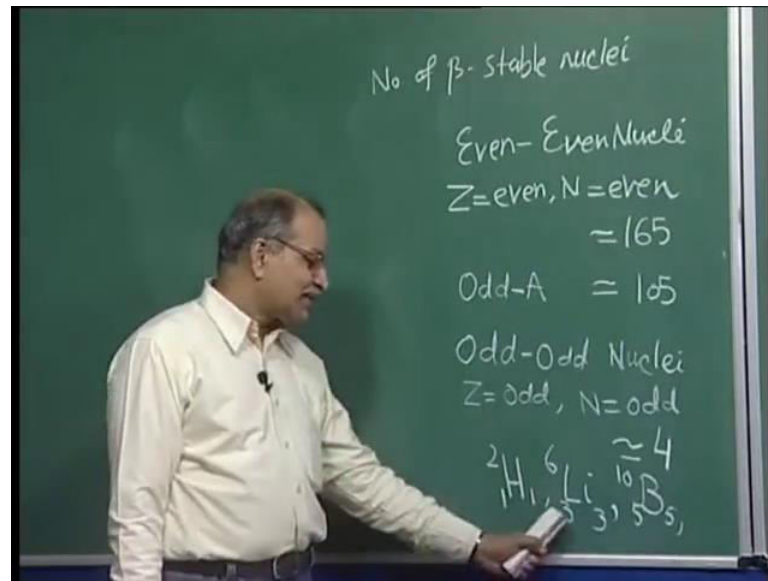 No of β-stable nuclei
Even-Even Nuclei
Z=even, N=even
≃165
Odd-A ≃ 105
Odd-Odd Nuclei
Z=odd, N=odd
≃4
²₁H₁, ⁶₃Li₃, ¹⁰₅B₅,